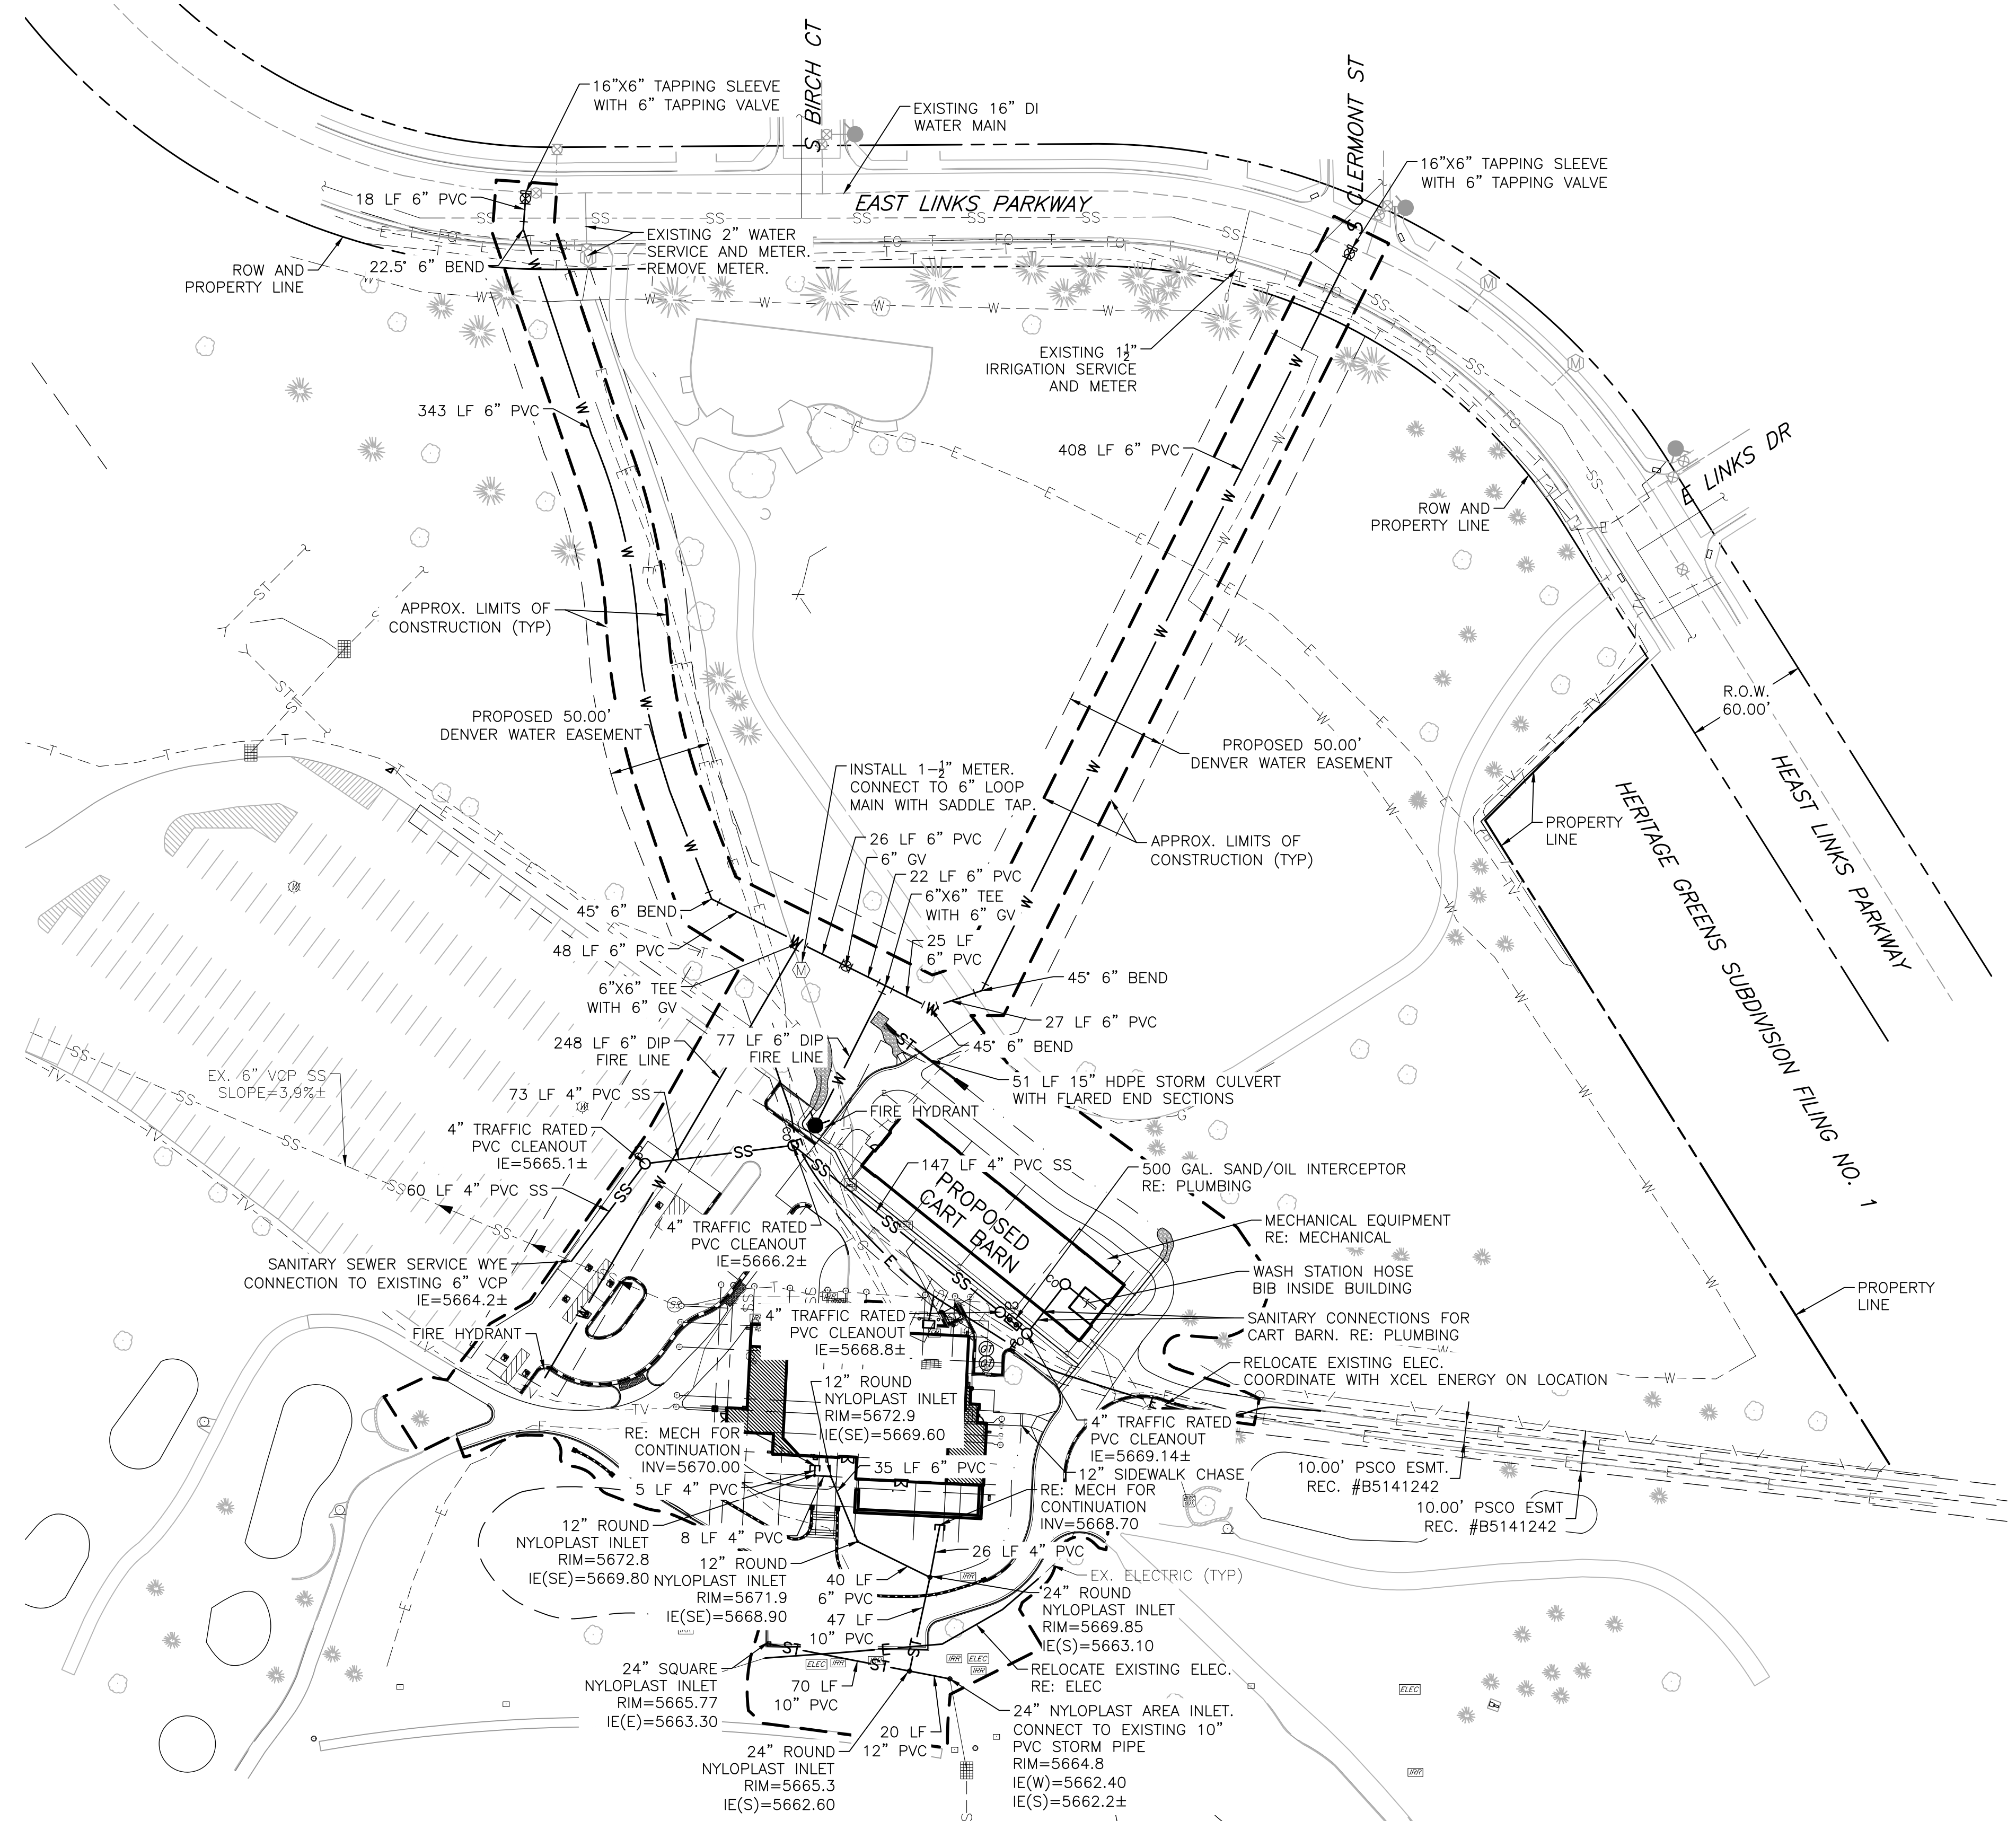 S BIRCH CT
S CLERMONT ST
16"X6" TAPPING SLEEVE
WITH 6" TAPPING VALVE
EXISTING 16" DI
WATER MAIN
16"X6" TAPPING SLEEVE
WITH 6" TAPPING VALVE
18 LF 6" PVC
EAST LINKS PARKWAY
EXISTING 2" WATER
SERVICE AND METER.
REMOVE METER.
ROW AND
PROPERTY LINE
22.5° 6" BEND
EXISTING 1½"
IRRIGATION SERVICE
AND METER
343 LF 6" PVC
408 LF 6" PVC
E LINKS DR
ROW AND
PROPERTY LINE
APPROX. LIMITS OF
CONSTRUCTION (TYP)
PROPOSED 50.00'
DENVER WATER EASEMENT
R.O.W.
60.00'
PROPOSED 50.00'
DENVER WATER EASEMENT
HEAST LINKS PARKWAY
HERITAGE GREENS SUBDIVISION FILING NO. 1
INSTALL 1-½" METER.
CONNECT TO 6" LOOP
MAIN WITH SADDLE TAP.
PROPERTY
LINE
APPROX. LIMITS OF
CONSTRUCTION (TYP)
26 LF 6" PVC
6" GV
22 LF 6" PVC
6"X6" TEE
WITH 6" GV
45° 6" BEND
25 LF
6" PVC
48 LF 6" PVC
45° 6" BEND
6"X6" TEE
WITH 6" GV
27 LF 6" PVC
248 LF 6" DIP
FIRE LINE
77 LF 6" DIP
FIRE LINE
45° 6" BEND
EX. 6" VCP SS
SLOPE=3.9%±
51 LF 15" HDPE STORM CULVERT
WITH FLARED END SECTIONS
73 LF 4" PVC SS
FIRE HYDRANT
4" TRAFFIC RATED
PVC CLEANOUT
IE=5665.1±
147 LF 4" PVC SS
500 GAL. SAND/OIL INTERCEPTOR
RE: PLUMBING
60 LF 4" PVC SS
PROPOSED
CART BARN
4" TRAFFIC RATED
PVC CLEANOUT
IE=5666.2±
MECHANICAL EQUIPMENT
RE: MECHANICAL
SANITARY SEWER SERVICE WYE
CONNECTION TO EXISTING 6" VCP
IE=5664.2±
WASH STATION HOSE
BIB INSIDE BUILDING
PROPERTY
LINE
4" TRAFFIC RATED
PVC CLEANOUT
IE=5668.8±
SANITARY CONNECTIONS FOR
CART BARN. RE: PLUMBING
FIRE HYDRANT
RELOCATE EXISTING ELEC.
COORDINATE WITH XCEL ENERGY ON LOCATION
12" ROUND
NYLOPLAST INLET
RIM=5672.9
IE(SE)=5669.60
4" TRAFFIC RATED
PVC CLEANOUT
IE=5669.14±
RE: MECH FOR
CONTINUATION
INV=5670.00
35 LF 6" PVC
12" SIDEWALK CHASE
10.00' PSCO ESMT.
REC. #B5141242
5 LF 4" PVC
RE: MECH FOR
CONTINUATION
INV=5668.70
10.00' PSCO ESMT
REC. #B5141242
12" ROUND
NYLOPLAST INLET
RIM=5672.8
IE(SE)=5669.80
8 LF 4" PVC
26 LF 4" PVC
12" ROUND
NYLOPLAST INLET
RIM=5671.9
IE(SE)=5668.90
40 LF
6" PVC
EX. ELECTRIC (TYP)
24" ROUND
NYLOPLAST INLET
RIM=5669.85
IE(S)=5663.10
47 LF
10" PVC
24" SQUARE
NYLOPLAST INLET
RIM=5665.77
IE(E)=5663.30
70 LF
10" PVC
RELOCATE EXISTING ELEC.
RE: ELEC
20 LF
12" PVC
24" NYLOPLAST AREA INLET.
CONNECT TO EXISTING 10"
PVC STORM PIPE
RIM=5664.8
IE(W)=5662.40
IE(S)=5662.2±
24" ROUND
NYLOPLAST INLET
RIM=5665.3
IE(S)=5662.60